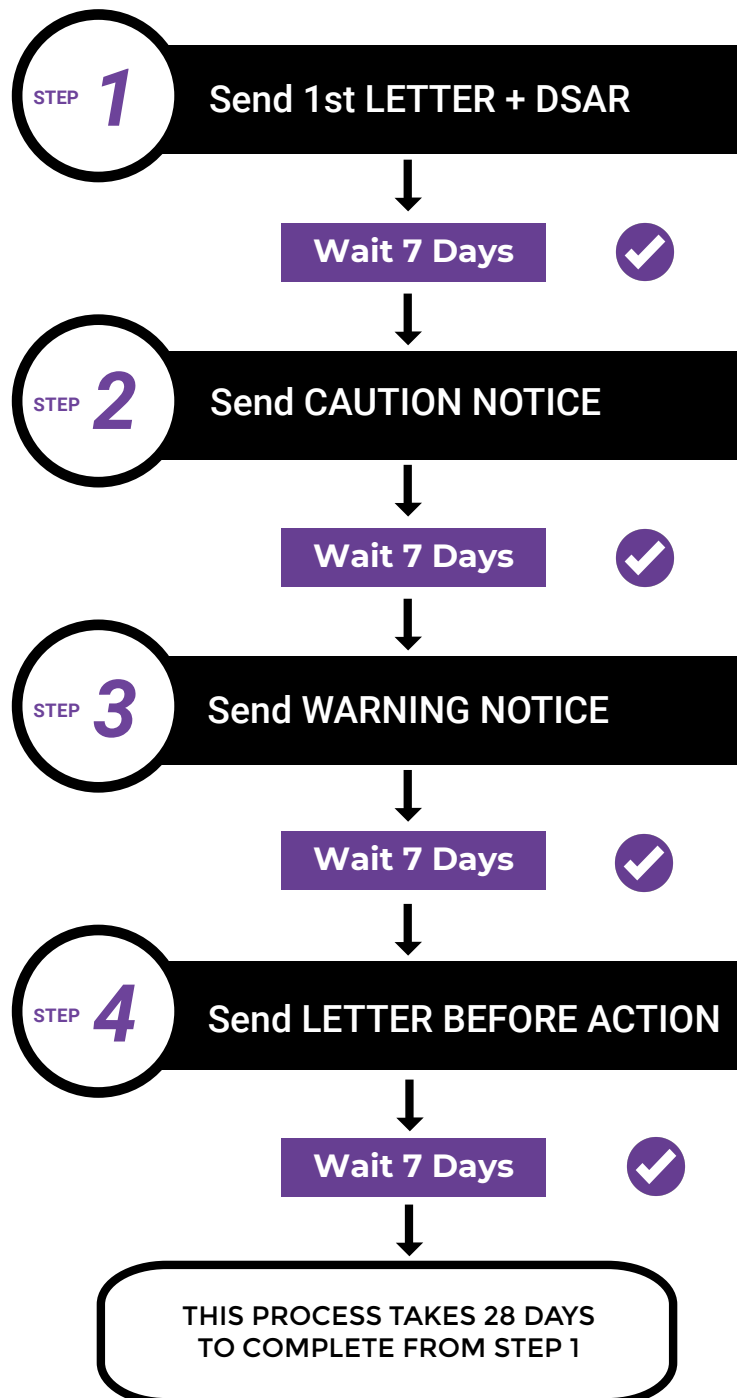 STEP 1
Send 1st LETTER + DSAR
Wait 7 Days
STEP 2
Send CAUTION NOTICE
Wait 7 Days
STEP 3
Send WARNING NOTICE
Wait 7 Days
STEP 4
Send LETTER BEFORE ACTION
Wait 7 Days
THIS PROCESS TAKES 28 DAYS
TO COMPLETE FROM STEP 1